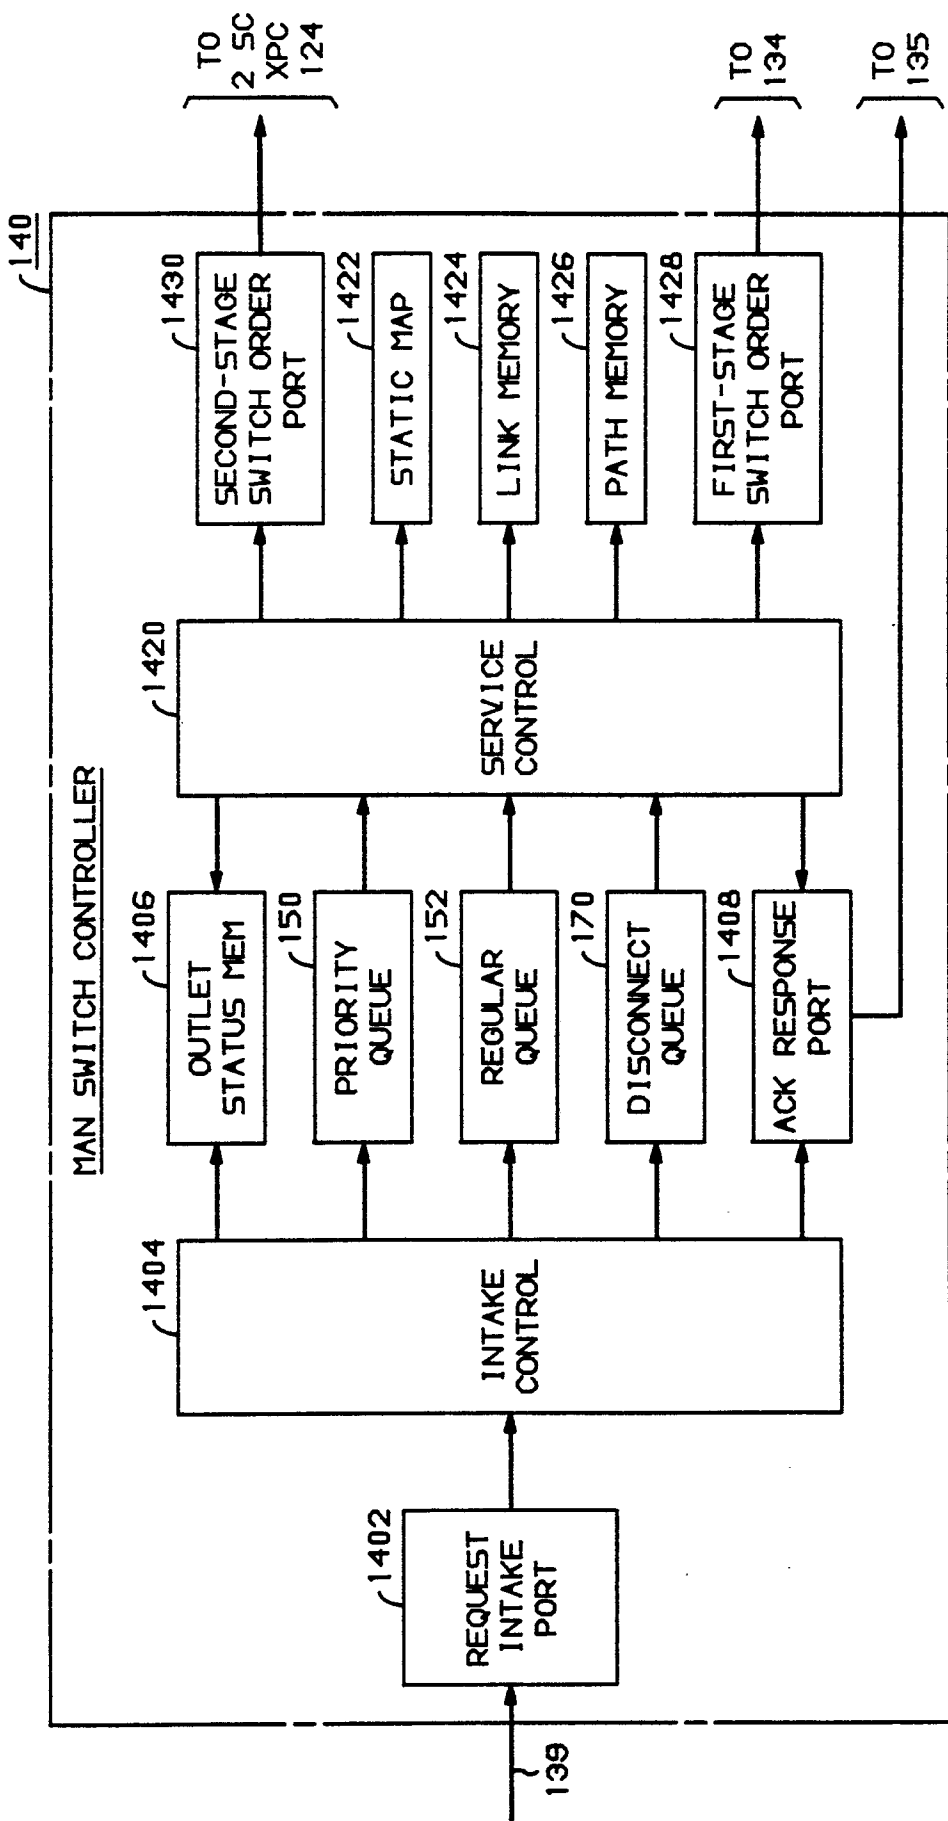 MAN SWITCH CONTROLLER
140
139
1402
REQUEST
INTAKE
PORT
1404
INTAKE
CONTROL
1406
OUTLET
STATUS MEM
150
PRIORITY
QUEUE
152
REGULAR
QUEUE
170
DISCONNECT
QUEUE
1408
ACK RESPONSE
PORT
1420
SERVICE
CONTROL
1430
SECOND-STAGE
SWITCH ORDER
PORT
1422
STATIC MAP
1424
LINK MEMORY
1426
PATH MEMORY
1428
FIRST-STAGE
SWITCH ORDER
PORT
TO
2 SC
XPC
124
TO
134
TO
135